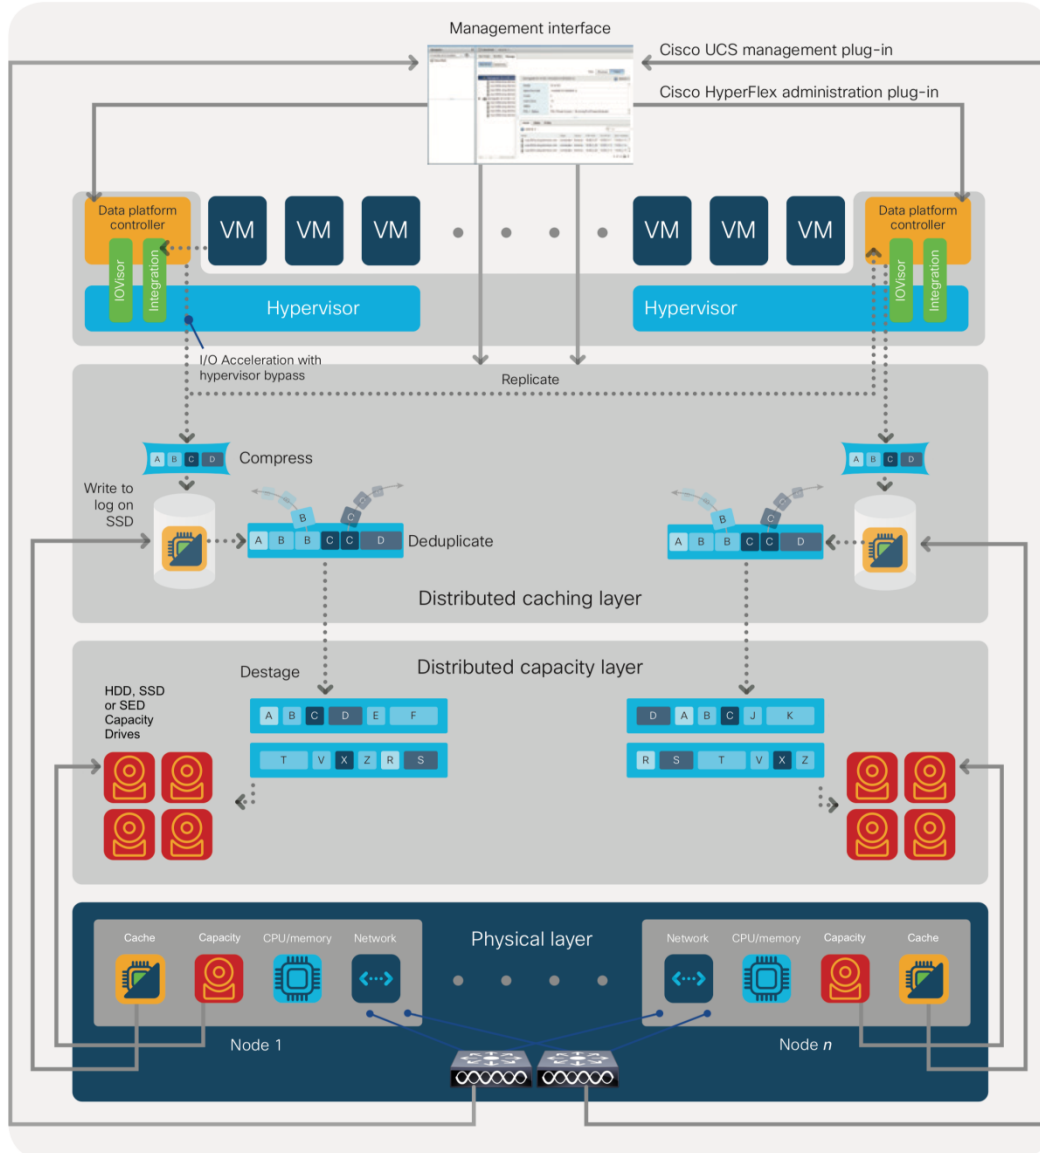 Management interface
Cisco UCS management plug-in
Cisco HyperFlex administration plug-in
Data platform
controller
IOVisor
Integration
VM
VM
VM
VM
VM
VM
Data platform
controller
IOVisor
Integration
Hypervisor
Hypervisor
I/O Acceleration with
hypervisor bypass
Replicate
A B C D
Compress
A B C D
Write to
log on
SSD
B
C
A B B C C D
Deduplicate
B
C
A B B C C D
Distributed caching layer
Distributed capacity layer
Destage
HDD, SSD
or SED
Capacity
Drives
A B C D E F
T V X Z R S
D A B C J K
R S T V X Z
Physical layer
Cache
Capacity
CPU/memory
Network
Network
CPU/memory
Capacity
Cache
Node 1
Node n